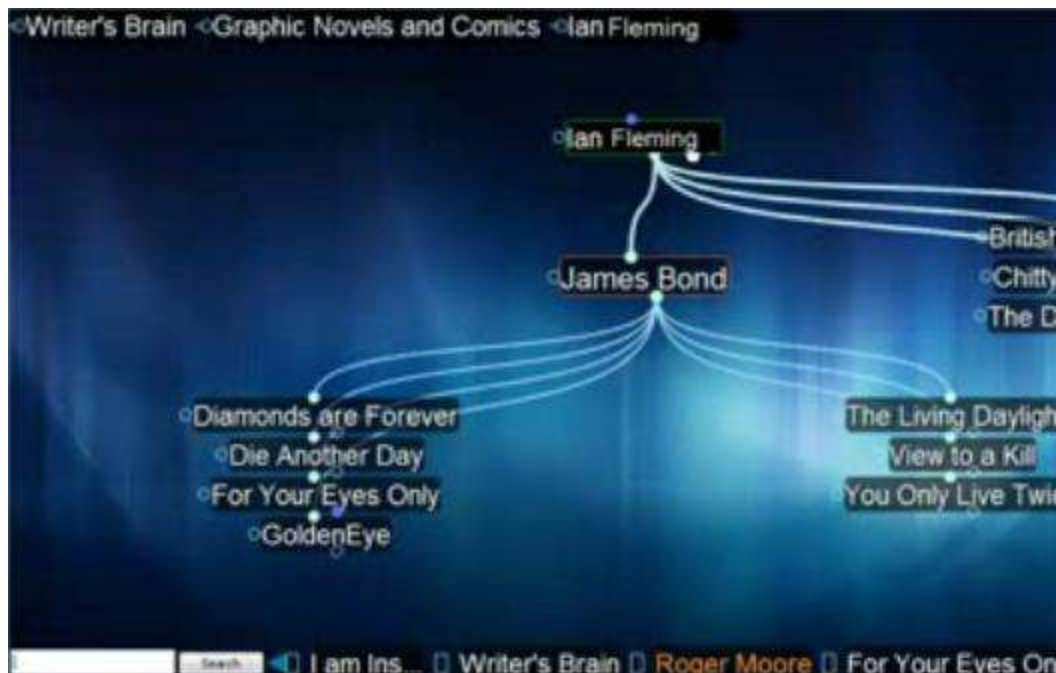 Writer's Brain Graphic Novels and Comics Ian Fleming
Ian Fleming
British
James Bond
Chitty
The D
Diamonds are Forever
The Living Dayligh
Die Another Day
View to a Kill
For Your Eyes Only
You Only Live Twi
GoldenEye
Search I am Ins... Writer's Brain Roger Moore For Your Eyes On